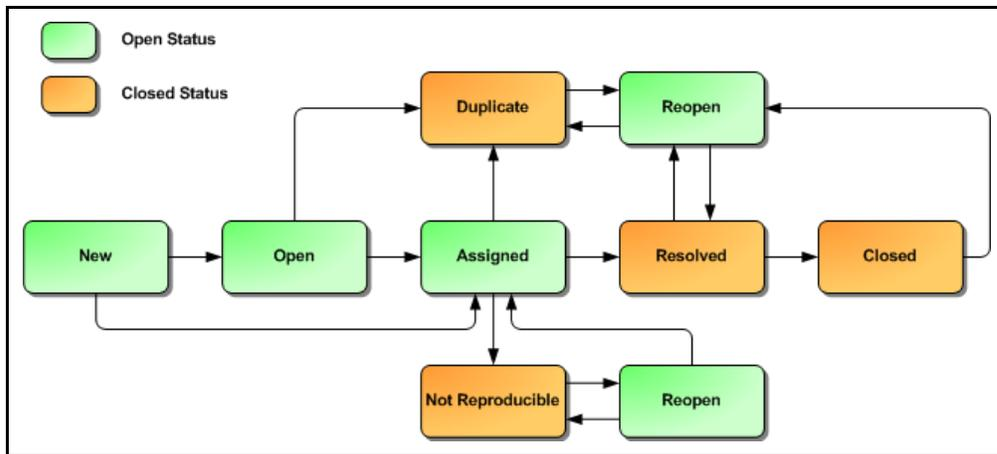 Open Status
Closed Status
Duplicate
Reopen
New
Open
Assigned
Resolved
Closed
Not Reproducible
Reopen